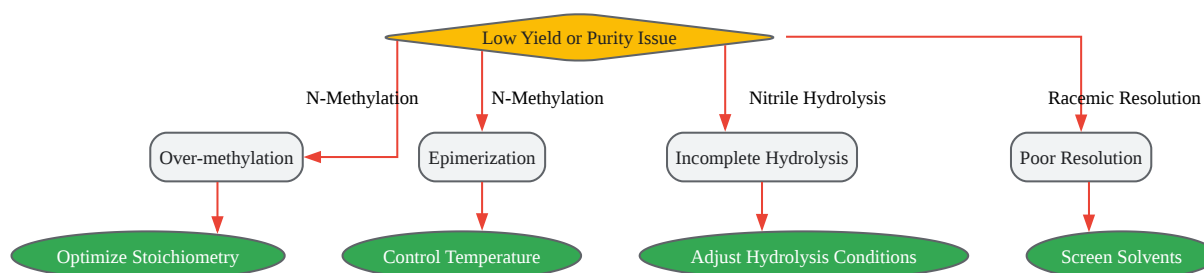 Low Yield or Purity Issue
N-Methylation
N-Methylation
Nitrile Hydrolysis
Racemic Resolution
Over-methylation
Epimerization
Incomplete Hydrolysis
Poor Resolution
Optimize Stoichiometry
Control Temperature
Adjust Hydrolysis Conditions
Screen Solvents